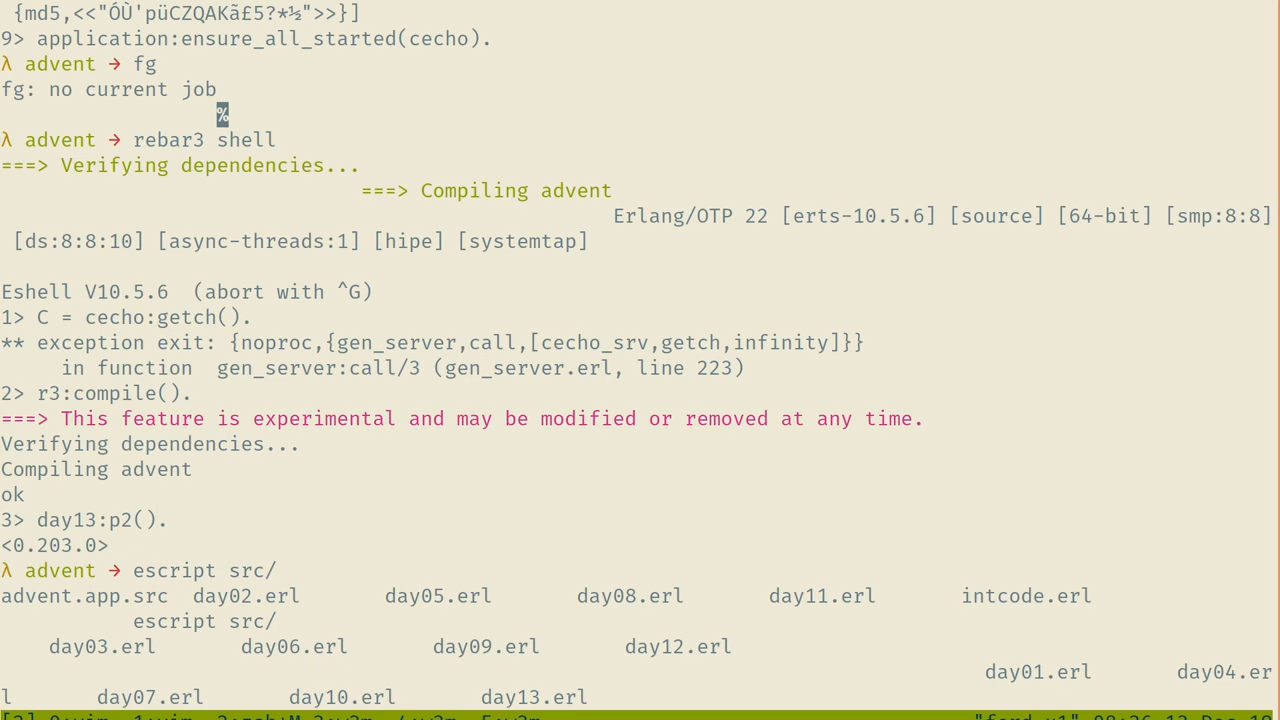 {md5,<<"ÓÙ'púCZQAKã£5?*½">>}]
9> application:ensure_all_started(cecho).
λ advent → fg
fg: no current job
%
λ advent → rebar3 shell
===> Verifying dependencies...
===> Compiling advent
Erlang/OTP 22 [erts-10.5.6] [source] [64-bit] [smp:8:8]
[ds:8:8:10] [async-threads:1] [hipe] [systemtap]
Eshell V10.5.6  (abort with ^G)
1> C = cecho:getch().
** exception exit: {noproc,{gen_server,call,[cecho_srv,getch,infinity]}}
in function  gen_server:call/3 (gen_server.erl, line 223)
2> r3:compile().
===> This feature is experimental and may be modified or removed at any time.
Verifying dependencies...
Compiling advent
ok
3> day13:p2().
<0.203.0>
λ advent → escript src/
advent.app.src  day02.erl       day05.erl       day08.erl       day11.erl       intcode.erl
escript src/
day03.erl       day06.erl       day09.erl       day12.erl
day01.erl       day04.er
l       day07.erl       day10.erl       day13.erl